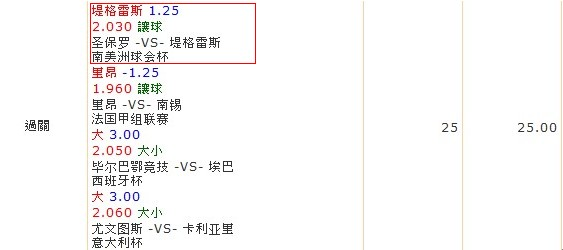 堤格雷斯 1.25
2.030 讓球
圣保罗 -VS- 堤格雷斯
南美洲球会杯
里昂 -1.25
1.960 讓球
里昂 -VS- 南锡
法国甲组联赛
過關
25
25.00
大 3.00
2.050 大小
毕尔巴鄂竞技 -VS- 埃巴
西班牙杯
大 3.00
2.060 大小
尤文图斯 -VS- 卡利亚里
意大利杯